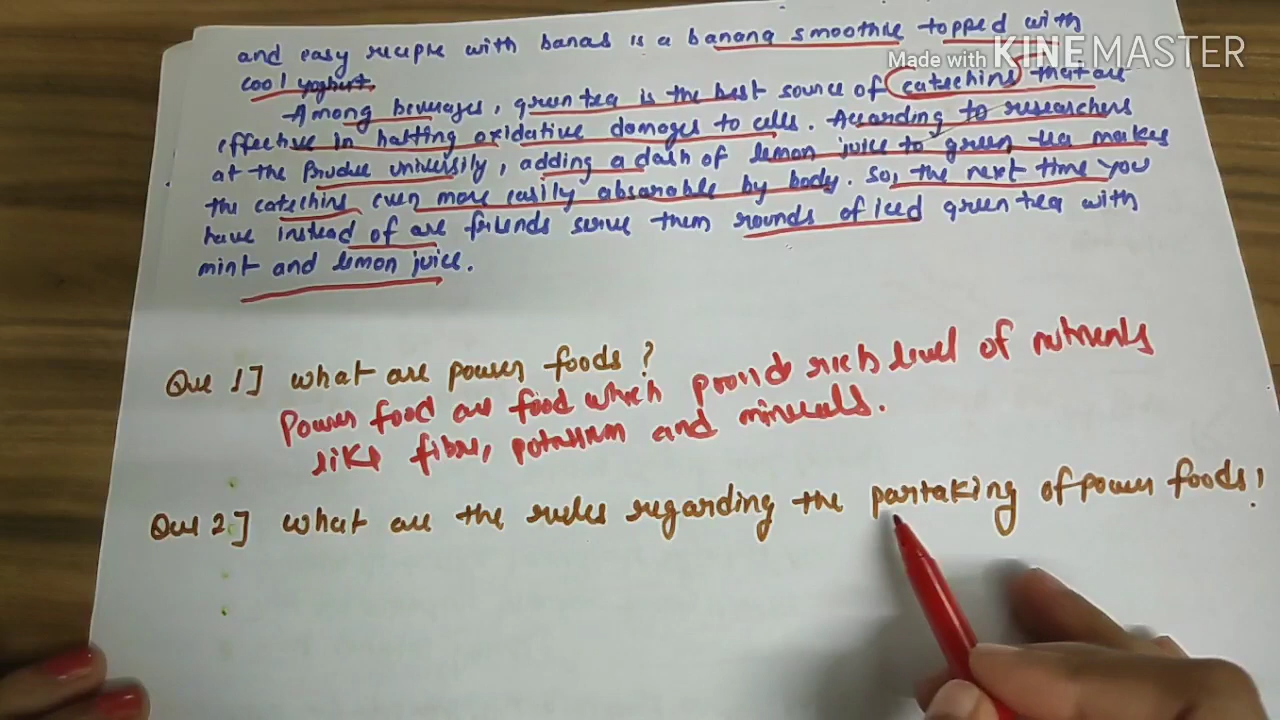 and easy recipe with banas is a banana smoothie topped with
Made with KINEMASTER
cool yoghurt.
Among beverages, green tea is the best source of catechins that are
effective in halting oxidative damages to cells. According to researchers
at the Prudue university, adding a dash of lemon juice to green tea makes
the catechins even more easily absarable by body. So, the next time you
have instead of are friends serve them rounds of iced green tea with
mint and lemon juice.
Que 1] What are power foods?
Power food are food which provid rich level of nutrients
like fibre, potassium and minerals.
Que 2] What are the rules regarding the partaking of power foods?